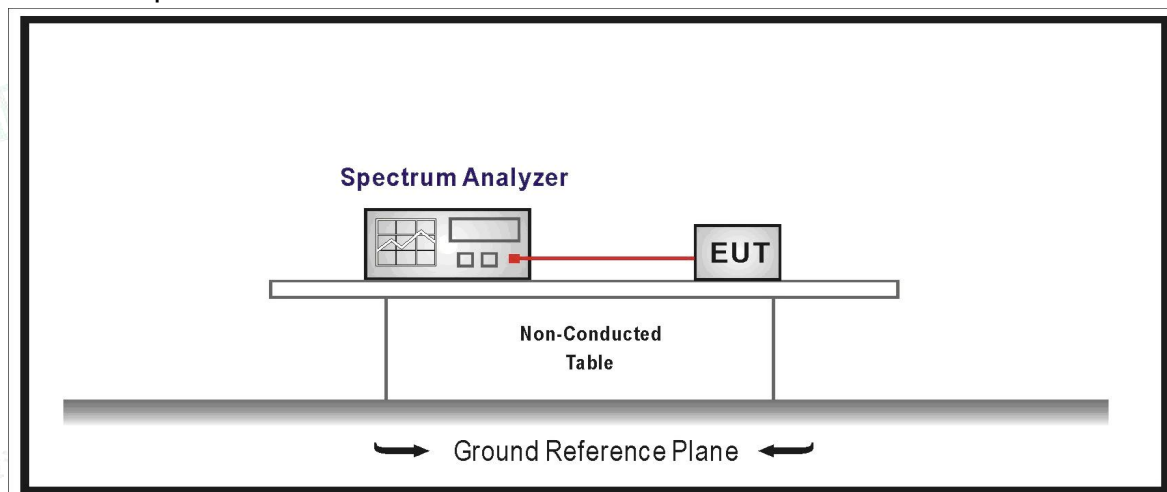 Spectrum Analyzer
EUT
Non-Conducted
Table
Ground Reference Plane